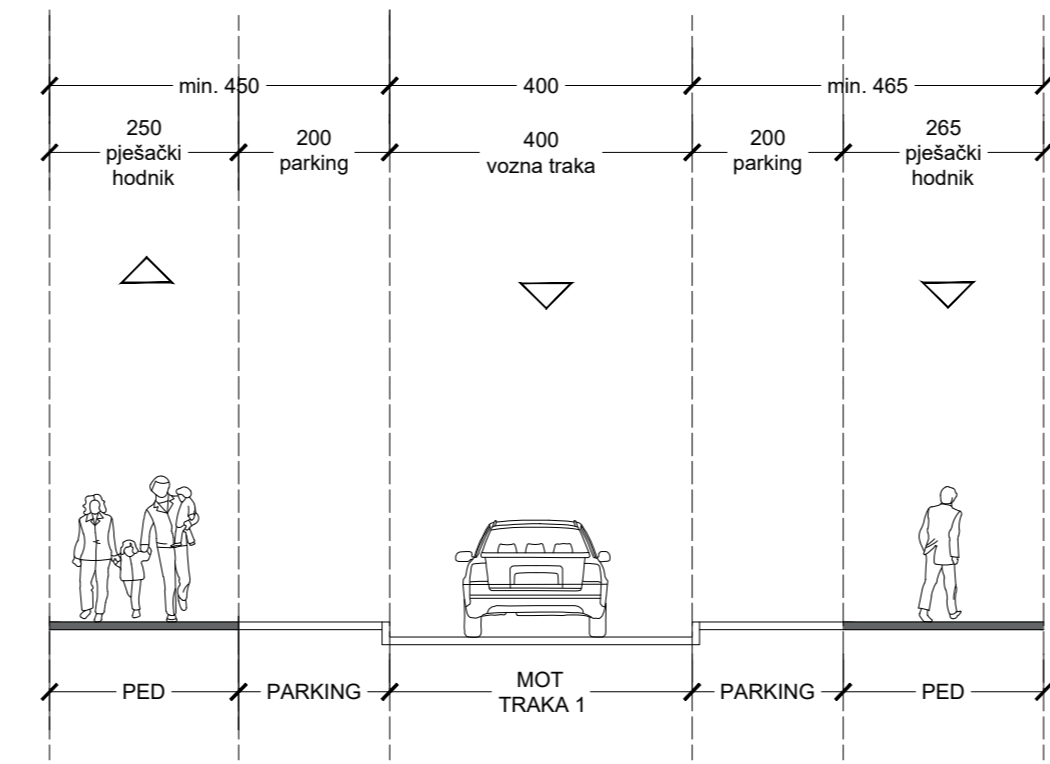 min. 450
400
min. 465
250
pješački
hodnik
200
parking
400
vozna traka
200
parking
265
pješački
hodnik
PED
PARKING
MOT
TRAKA 1
PARKING
PED